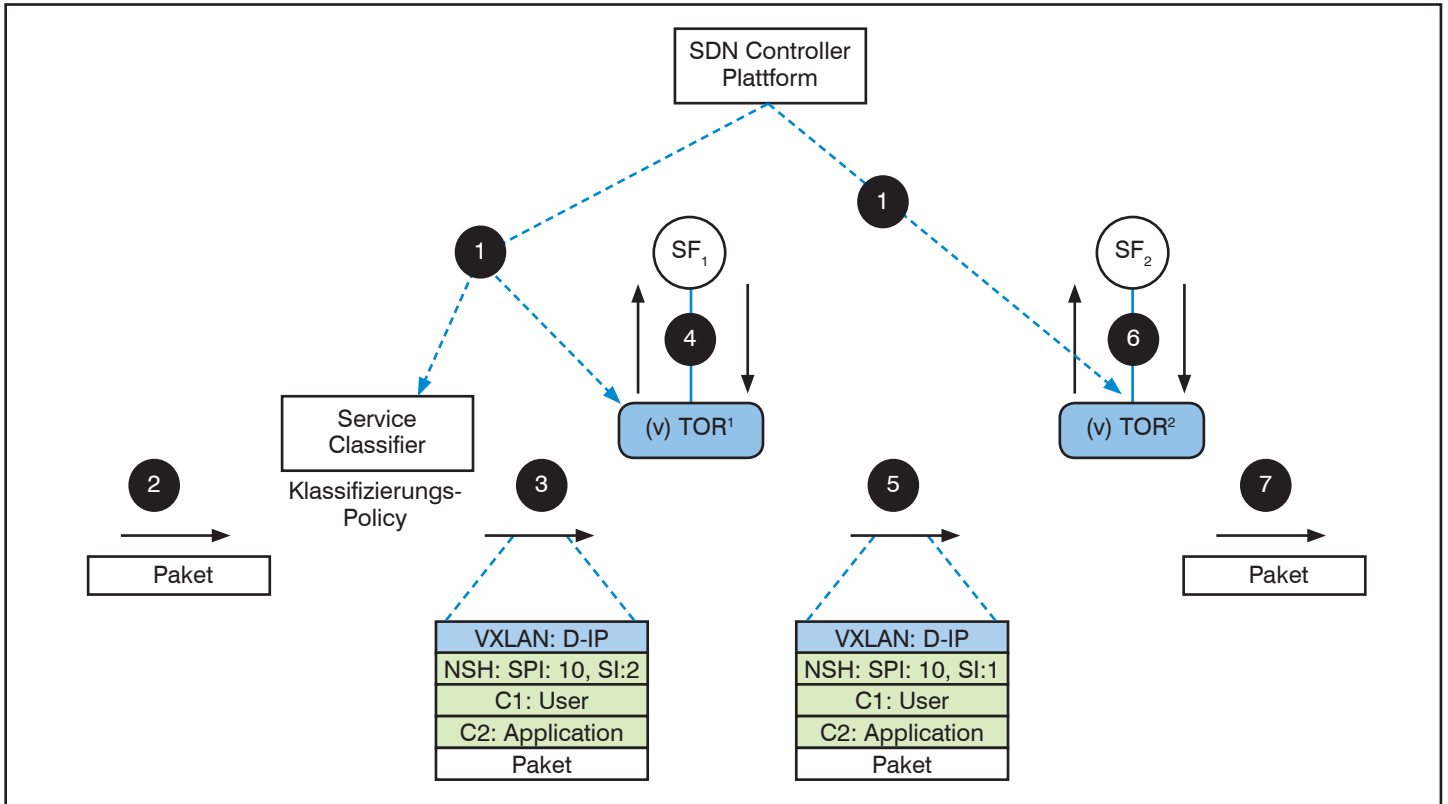 SDN Controller
Plattform
1
1
SF₁
SF₂
4
6
Service
Classifier
(v) TOR¹
(v) TOR²
Klassifizierungs-
Policy
2
3
5
7
Paket
Paket
VXLAN: D-IP
NSH: SPI: 10, SI:2
C1: User
C2: Application
Paket
VXLAN: D-IP
NSH: SPI: 10, SI:1
C1: User
C2: Application
Paket